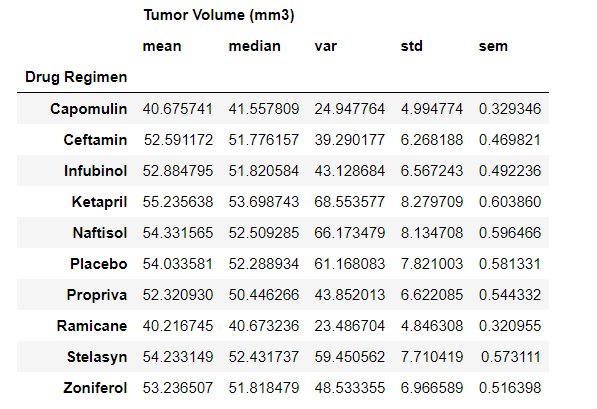 Tumor Volume (mm3)
mean median var std sem
Drug Regimen
Capomulin 40.675741 41.557809 24.947764 4.994774 0.329346
Ceftamin 52.591172 51.776157 39.290177 6.268188 0.469821
Infubinol 52.884795 51.820584 43.128684 6.567243 0.492236
Ketapril 55.235638 53.698743 68.553577 8.279709 0.603860
Naftisol 54.331565 52.509285 66.173479 8.134708 0.596466
Placebo 54.033581 52.288934 61.168083 7.821003 0.581331
Propriva 52.320930 50.446266 43.852013 6.622085 0.544332
Ramicane 40.216745 40.673236 23.486704 4.846308 0.320955
Stelasyn 54.233149 52.431737 59.450562 7.710419 0.573111
Zoniferol 53.236507 51.818479 48.533355 6.966589 0.516398